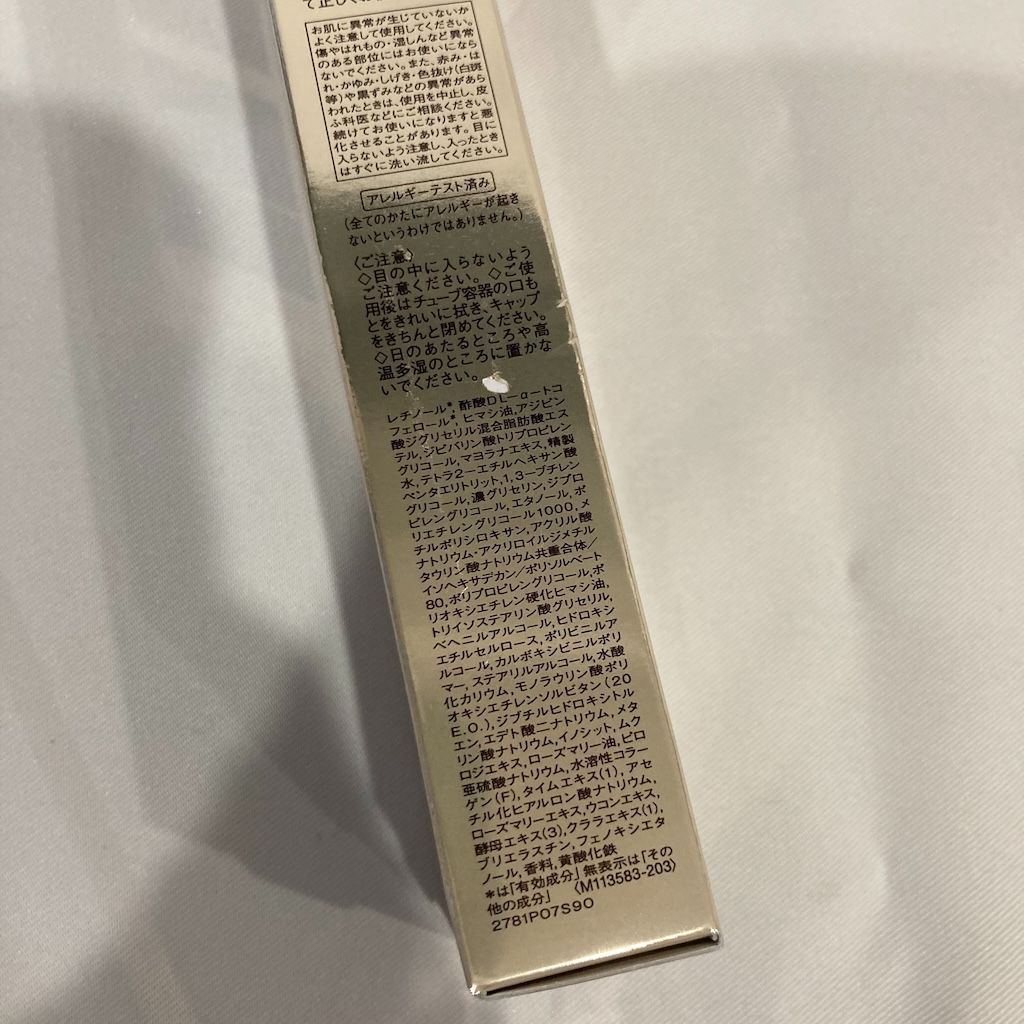 お肌に異常が生じていないか
よく注意して使用してください。
傷やはれもの・湿しんなど異常
のある部位にはお使いになら
ないでください。また、赤み・は
れ・かゆみ・しげき・色抜け(白斑
等)や黒ずみなどの異常があら
われたときは、使用を中止し、皮
ふ科医などにご相談ください。
続けてお使いになりますと悪
化させることがあります。目に
入らないよう注意し、入ったとき
はすぐに洗い流してください。
アレルギーテスト済み
(全てのかたにアレルギーが起き
ないというわけではありません。)
〈ご注意〉
◇目の中に入らないよう
ご注意ください。◇ご使
用後はチューブ容器の口も
とをきれいに拭き、キャップ
をきちんと閉めてください。
◇日のあたるところや高
温多湿のところに置かな
いでください。
レチノール*,酢酸DL−α−トコ
フェロール*,ヒマシ油,アジピン
酸ジグリセリル混合脂肪酸エス
テル,ジピバリン酸トリプロピレン
グリコール,マヨラナエキス,精製
水,テトラ2−エチルヘキサン酸
ペンタエリトリット,1,3−ブチレン
グリコール,濃グリセリン,ジプロ
ピレングリコール,エタノール,ポ
リエチレングリコール1000,メ
チルポリシロキサン,アクリル酸
ナトリウム・アクリロイルジメチル
タウリン酸ナトリウム共重合体/
イソヘキサデカン/ポリソルベート
80,ポリプロピレングリコール,ポ
リオキシエチレン硬化ヒマシ油,
トリイソステアリン酸グリセリル,
ベヘニルアルコール,ヒドロキシ
エチルセルロース,ポリビニルア
ルコール,カルボキシビニルポリ
マー,ステアリルアルコール,水酸
化カリウム,モノラウリン酸ポリ
オキシエチレンソルビタン(20
E.O.),ジブチルヒドロキシトル
エン,エデト酸二ナトリウム,メタ
リン酸ナトリウム,イノシット,ムク
ロジエキス,ローズマリー油,ピロ
亜硫酸ナトリウム,水溶性コラー
ゲン(F),タイムエキス(1),アセ
チル化ヒアルロン酸ナトリウム,
ローズマリーエキス,ウコンエキス,
酵母エキス(3),クララエキス(1),
プリエラスチン,フェノキシエタ
ノール,香料,黄酸化鉄
*は「有効成分」無表示は「その
他の成分」 〈M113583-203〉
2781P07S90